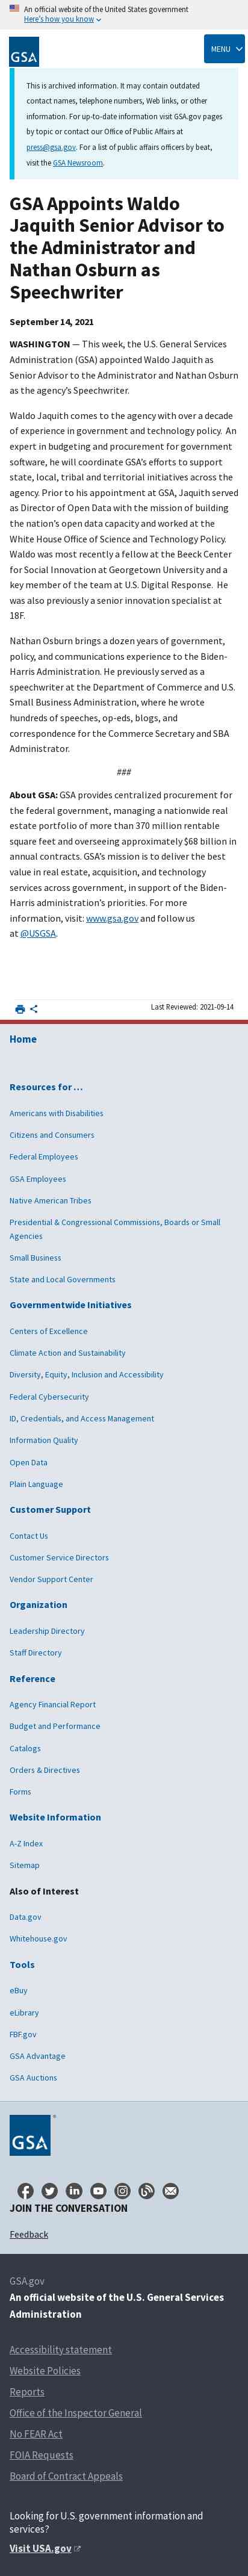 An official website of the United States government
Here's how you know
GSA
MENU
This is archived information. It may contain outdated
contact names, telephone numbers, Web links, or other
information. For up-to-date information visit GSA.gov pages
by topic or contact our Office of Public Affairs at
press@gsa.gov. For a list of public affairs officers by beat,
visit the GSA Newsroom.
GSA Appoints Waldo
Jaquith Senior Advisor to
the Administrator and
Nathan Osburn as
Speechwriter
September 14, 2021
WASHINGTON — This week, the U.S. General Services
Administration (GSA) appointed Waldo Jaquith as
Senior Advisor to the Administrator and Nathan Osburn
as the agency's Speechwriter.
Waldo Jaquith comes to the agency with over a decade
of experience in government and technology policy.  An
expert in budgeting and procurement for government
software, he will coordinate GSA's efforts to support
state, local, tribal and territorial initiatives across the
agency. Prior to his appointment at GSA, Jaquith served
as Director of an open data institute, worked on a team
of ministers in the development and launch of the
nation's open data policy, and worked at the Obama
White House Office of Science and Technology Policy.
Waldo was most recently a fellow at the Beeck Center
for Social Innovation at Georgetown University and a
key member of the team at U.S. Digital Response.  He
was previously a senior innovation specialist at
18F.
Nathan Osburn brings a dozen years of government,
policy, and communications experience to the Biden-
Harris Administration. He previously served as a
speechwriter at the Department of Commerce and U.S.
Small Business Administration, where he wrote
hundreds of speeches, op-eds, blogs, and
correspondence for the Commerce Secretary and SBA
Administrator.
###
About GSA: GSA provides centralized procurement for
the federal government, managing a nationwide real
estate portfolio of more than 370 million rentable
square feet and overseeing approximately $68 billion in
annual contracts. GSA's mission is to deliver the best
value in real estate, acquisition, and technology
services to government, in support of the Biden-
Harris administration's priorities. For more
information, visit: www.gsa.gov and follow us
at @USGSA.
Last Reviewed: 2021-09-14
Home
Resources for …
Americans with Disabilities
Citizens and Consumers
Federal Employees
GSA Employees
Native American Tribes
Presidential & Congressional Commissions, Boards or Small
Agencies
Small Business
State and Local Governments
Governmentwide Initiatives
Centers of Excellence
Climate Action and Sustainability
Diversity, Equity, Inclusion and Accessibility
Federal Cybersecurity
ID, Credentials, and Access Management
Information Quality
Open Data
Plain Language
Customer Support
Contact Us
Customer Service Directors
Vendor Support Center
Organization
Leadership Directory
Staff Directory
Reference
Agency Financial Report
Budget and Performance
Catalogs
Orders & Directives
Forms
Website Information
A-Z Index
Sitemap
Also of Interest
Data.gov
Whitehouse.gov
Tools
eBuy
eLibrary
FBF.gov
GSA Advantage
GSA Auctions
GSA
JOIN THE CONVERSATION
Feedback
GSA.gov
An official website of the U.S. General Services
Administration
Accessibility statement
Website Policies
Reports
Office of the Inspector General
No FEAR Act
FOIA Requests
Board of Contract Appeals
Looking for U.S. government information and
services?
Visit USA.gov